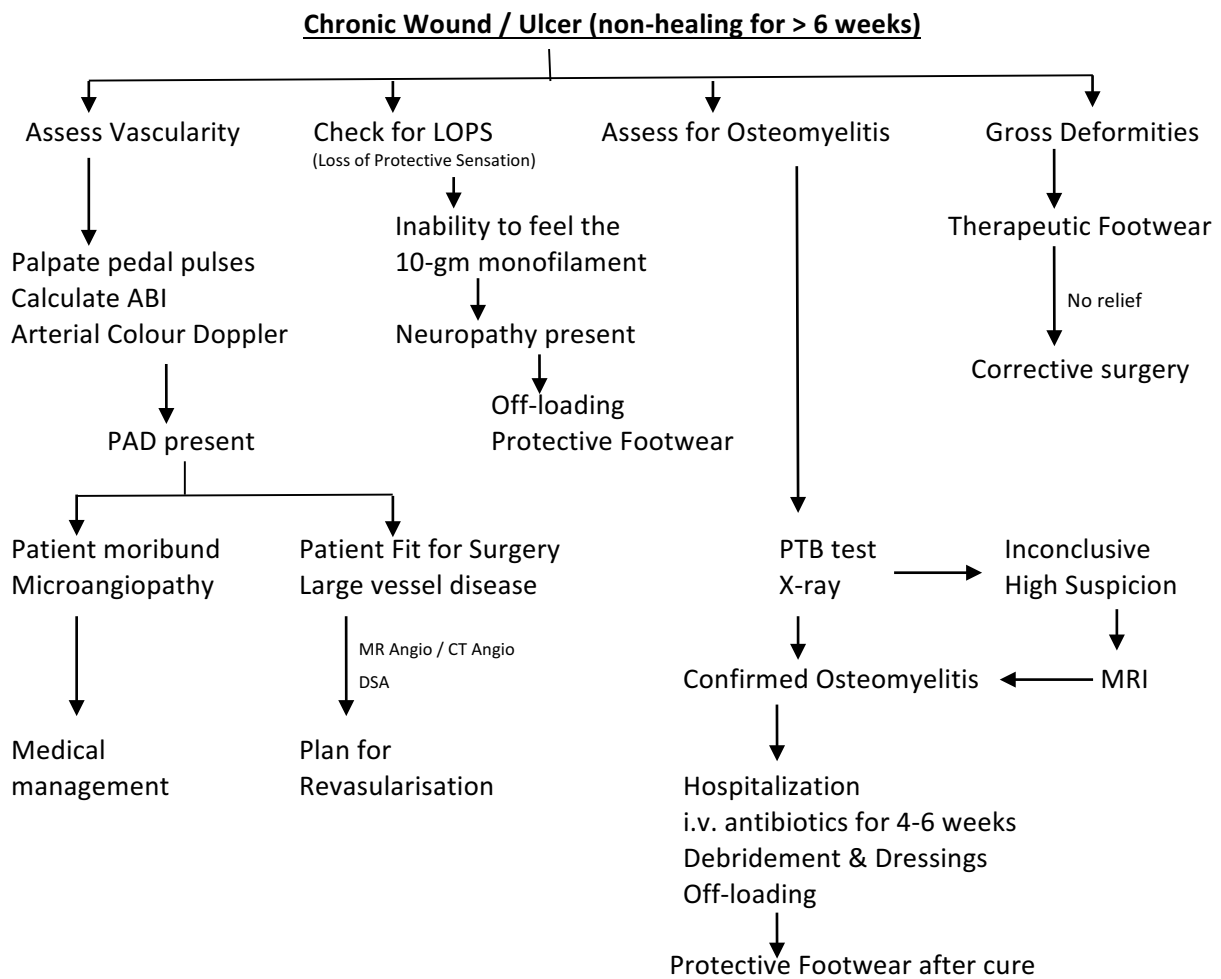 Chronic Wound / Ulcer (non-healing for > 6 weeks)
Assess Vascularity
Check for LOPS
(Loss of Protective Sensation)
Assess for Osteomyelitis
Gross Deformities
Palpate pedal pulses
Calculate ABI
Arterial Colour Doppler
Inability to feel the
10-gm monofilament
Therapeutic Footwear
No relief
Neuropathy present
Corrective surgery
Off-loading
Protective Footwear
PAD present
Patient moribund
Microangiopathy
Patient Fit for Surgery
Large vessel disease
PTB test
X-ray
Inconclusive
High Suspicion
MR Angio / CT Angio
DSA
Confirmed Osteomyelitis
MRI
Medical
management
Plan for
Revasularisation
Hospitalization
i.v. antibiotics for 4-6 weeks
Debridement & Dressings
Off-loading
Protective Footwear after cure